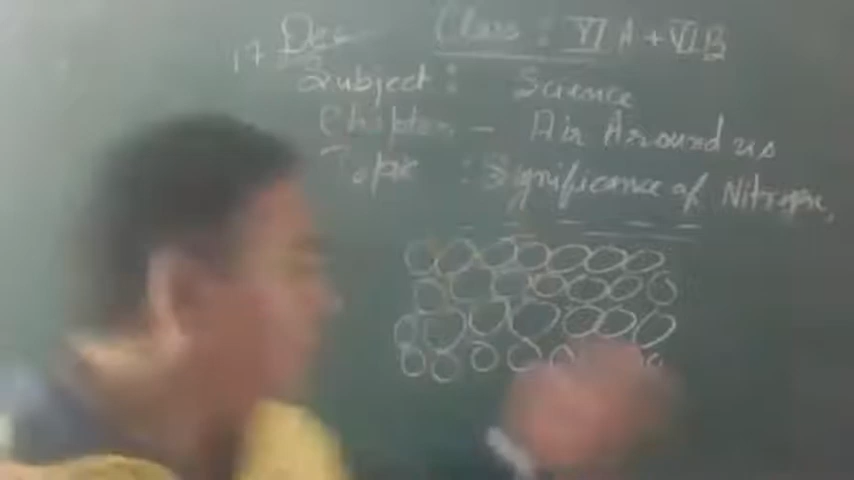 17 Dec Class : VI A + VI B
Subject : Science
Chapter - Air Around us
Topic : Significance of Nitrogen,